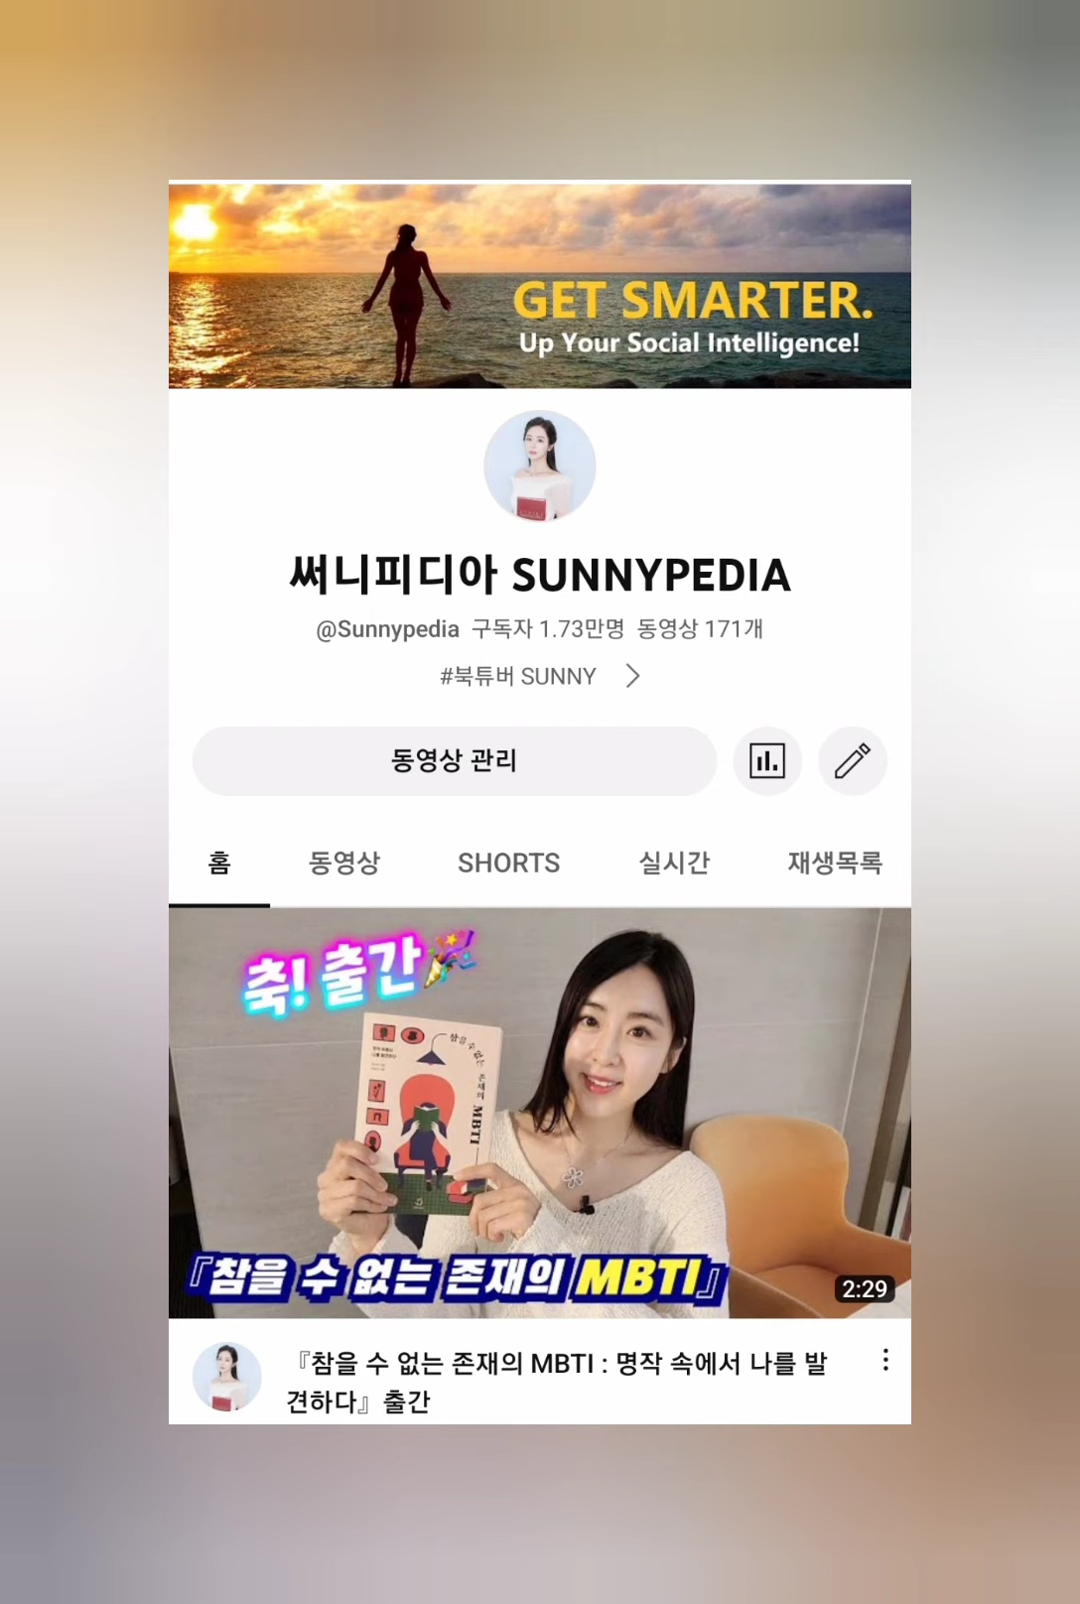 GET SMARTER.
Up Your Social Intelligence!
써니피디아 SUNNYPEDIA
@Sunnypedia 구독자 1.73만명 동영상 171개
#북튜버 SUNNY
동영상 관리
홈 동영상 SHORTS 실시간 재생목록
축! 출간
참을 수 없는 존재의 MBTI
『참을 수 없는 존재의 MBTI』
2:29
『참을 수 없는 존재의 MBTI : 명작 속에서 나를 발
견하다』 출간